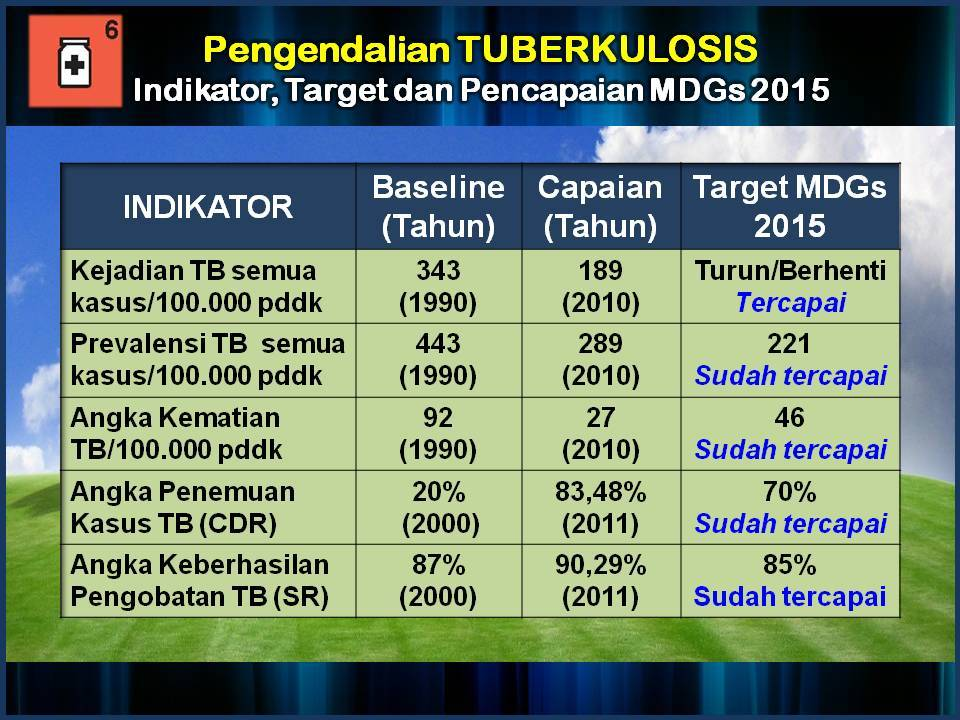 6
Pengendalian TUBERKULOSIS
Indikator, Target dan Pencapaian MDGs 2015
INDIKATOR
Baseline
(Tahun)
Capaian
(Tahun)
Target MDGs
2015
Kejadian TB semua
kasus/100.000 pddk
343
(1990)
189
(2010)
Turun/Berhenti
Tercapai
Prevalensi TB semua
kasus/100.000 pddk
443
(1990)
289
(2010)
221
Sudah tercapai
Angka Kematian
TB/100.000 pddk
92
(1990)
27
(2010)
46
Sudah tercapai
Angka Penemuan
Kasus TB (CDR)
20%
(2000)
83,48%
(2011)
70%
Sudah tercapai
Angka Keberhasilan
Pengobatan TB (SR)
87%
(2000)
90,29%
(2011)
85%
Sudah tercapai